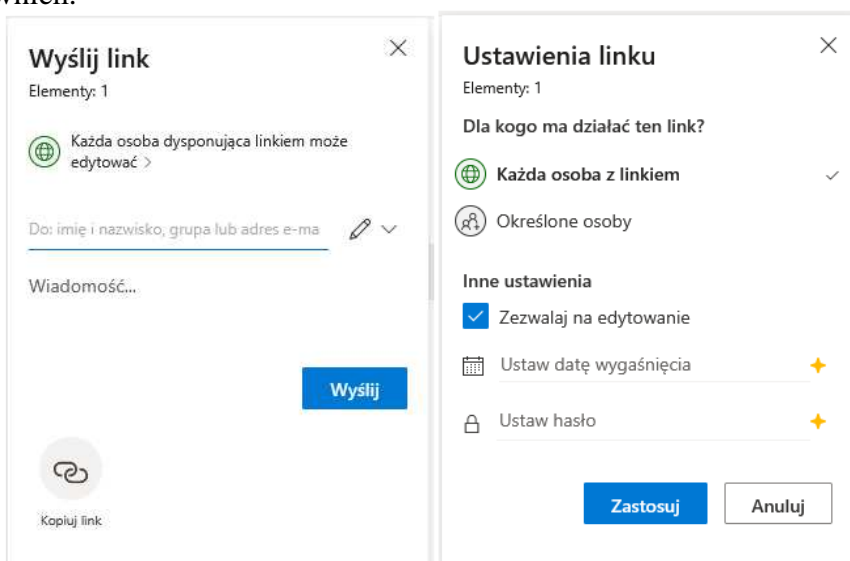 Wyślij link
Elementy: 1
Każda osoba dysponująca linkiem może
edytować >
Do: imię i nazwisko, grupa lub adres e-ma
Wiadomość...
Wyślij
Kopiuj link
Ustawienia linku
Elementy: 1
Dla kogo ma działać ten link?
Każda osoba z linkiem
Określone osoby
Inne ustawienia
Zezwalaj na edytowanie
Ustaw datę wygaśnięcia
Ustaw hasło
Zastosuj
Anuluj